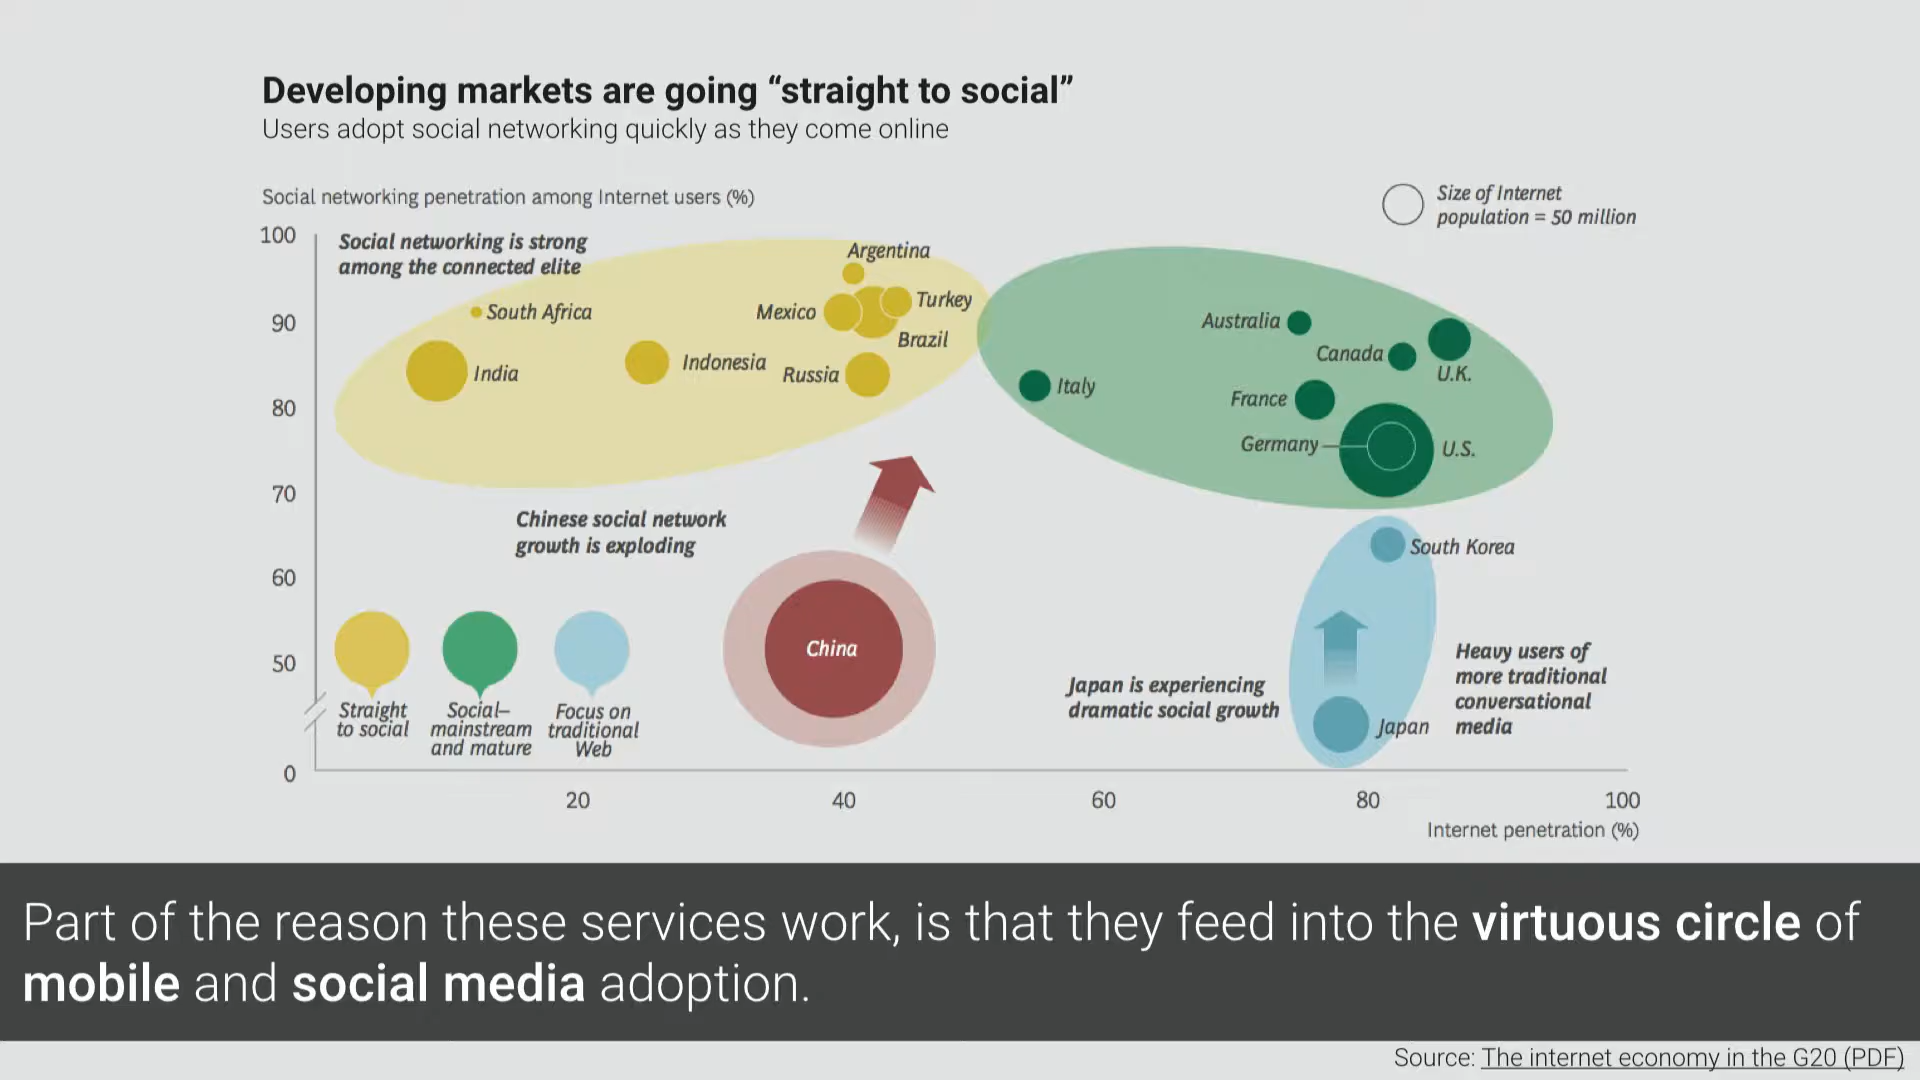 Developing markets are going “straight to social”
Users adopt social networking quickly as they come online
Social networking penetration among Internet users (%)
Size of Internet
population = 50 million
100
90
80
70
60
50
0
Social networking is strong
among the connected elite
Argentina
South Africa
Mexico
Turkey
Brazil
India
Indonesia
Russia
Australia
Canada
U.K.
Italy
France
Germany
U.S.
Chinese social network
growth is exploding
South Korea
China
Straight
to social
Social–
mainstream
and mature
Focus on
traditional
Web
Japan is experiencing
dramatic social growth
Japan
Heavy users of
more traditional
conversational
media
20
40
60
80
100
Internet penetration (%)
Part of the reason these services work, is that they feed into the virtuous circle of
mobile and social media adoption.
Source: The internet economy in the G20 (PDF)